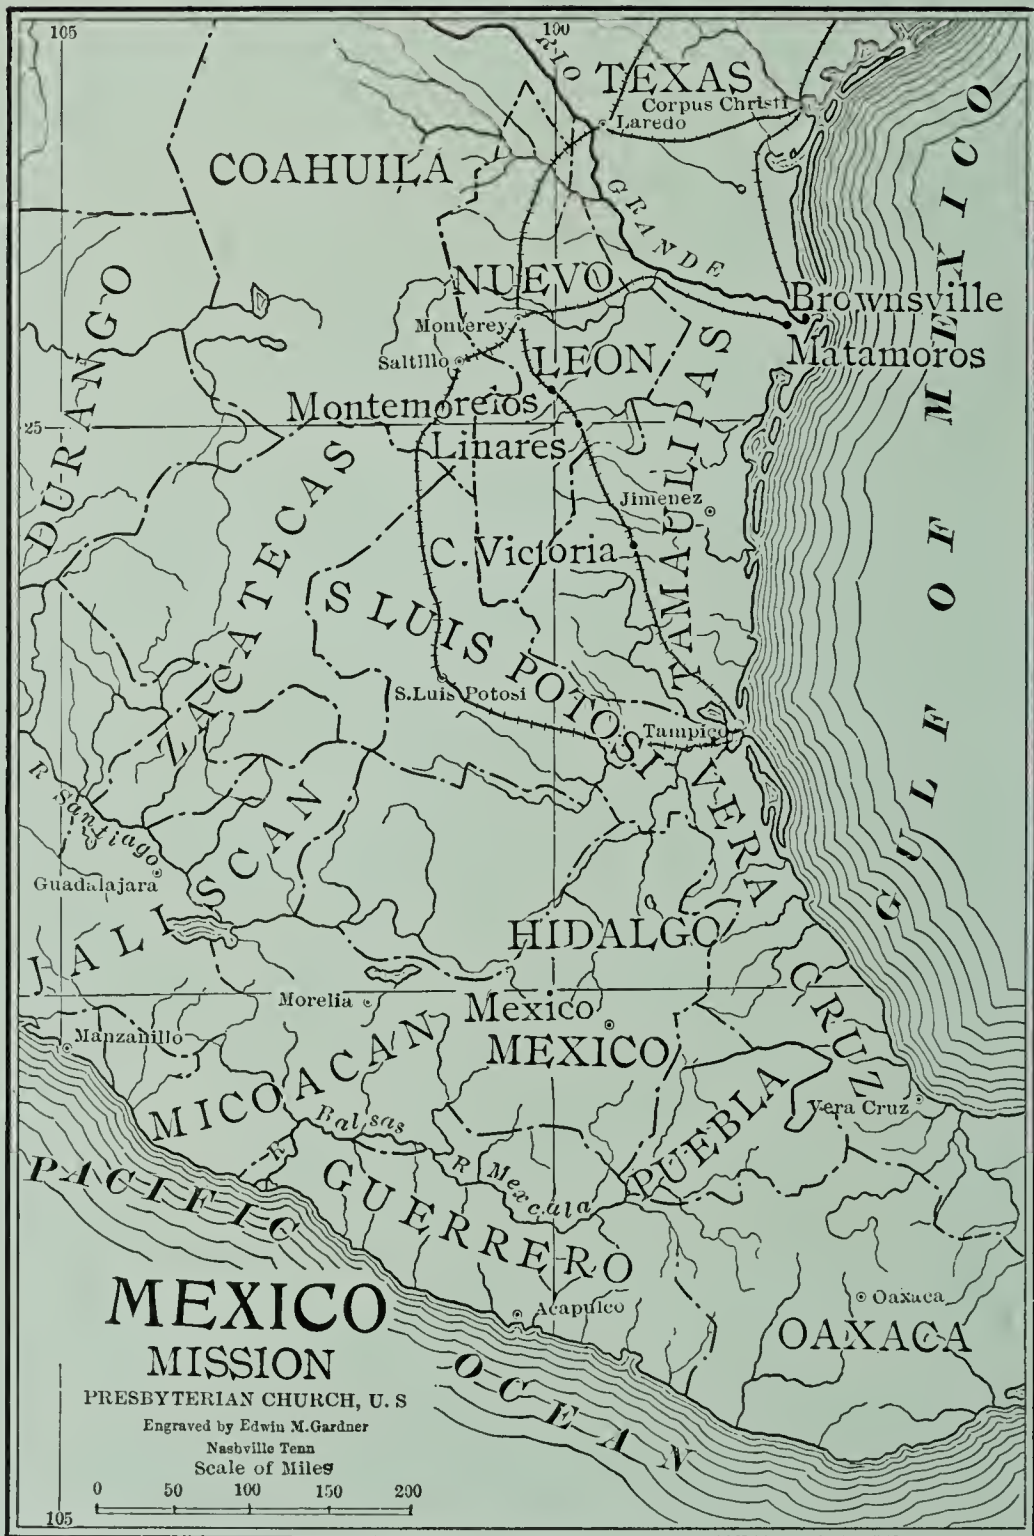 105
100
RIO
TEXAS
Corpus Christi
Laredo
COAHUILA
GRANDE
GULF OF MEXICO
NUEVO
Brownsville
Monterey
Matamoros
Saltillo
LEON
DURANGO
Montemorelos
25
Linares
ZACATECAS
TAMAULIPAS
Jimenez
C. Victoria
S LUIS POTOSI
S. Luis Potosi
Tampico
R Santiago
VERA CRUZ
Guadalajara
JALISCAN
HIDALGO
Morelia
Mexico
MEXICO
Manzanillo
MICOACAN
PUEBLA
Vera Cruz
R Balsas
R Mexcala
PACIFIC
GUERRERO
Acapulco
Oaxaca
OAXACA
OCEAN
MEXICO
MISSION
PRESBYTERIAN CHURCH, U. S
Engraved by Edwin M. Gardner
Nashville Tenn
Scale of Miles
0 50 100 150 200
105